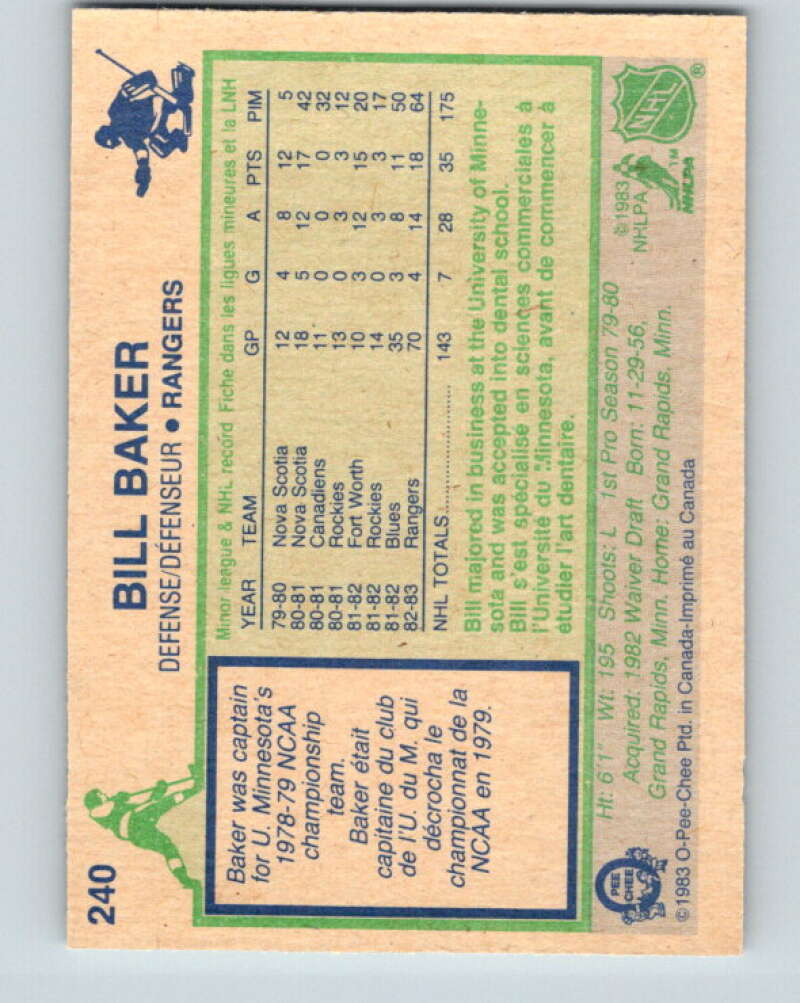 240
BILL BAKER
DEFENSE/DÉFENSEUR • RANGERS
Baker was captain
for U. Minnesota's
1978-79 NCAA
championship
team.
Baker était
capitaine du club
de l'U. du M. qui
décrocha le
championnat de la
NCAA en 1979.
Minor league & NHL record Fiche dans les ligues mineures et la LNH
YEAR TEAM GP G A PTS PIM
79-80 Nova Scotia 12 4 8 12 5
80-81 Nova Scotia 18 5 12 17 42
80-81 Canadiens 11 0 0 0 32
80-81 Rockies 13 0 3 3 12
81-82 Fort Worth 10 3 12 15 20
81-82 Rockies 14 0 3 3 17
81-82 Blues 35 3 8 11 50
82-83 Rangers 70 4 14 18 64
NHL TOTALS.................... 143 7 28 35 175
Bill majored in business at the University of Minne-
sota and was accepted into dental school.
Bill s'est spécialisé en sciences commerciales à
l'Université du Minnesota, avant de commencer à
étudier l'art dentaire.
Ht: 6'1" Wt: 195 Shoots: L 1st Pro Season 79-80
Acquired: 1982 Waiver Draft Born: 11-29-56,
Grand Rapids, Minn. Home: Grand Rapids, Minn.
©1983 O-Pee-Chee Ptd. in Canada-Imprimé au Canada
PEE
CHEE
©1983
NHLPA
NHLPA
TM
NHL
®